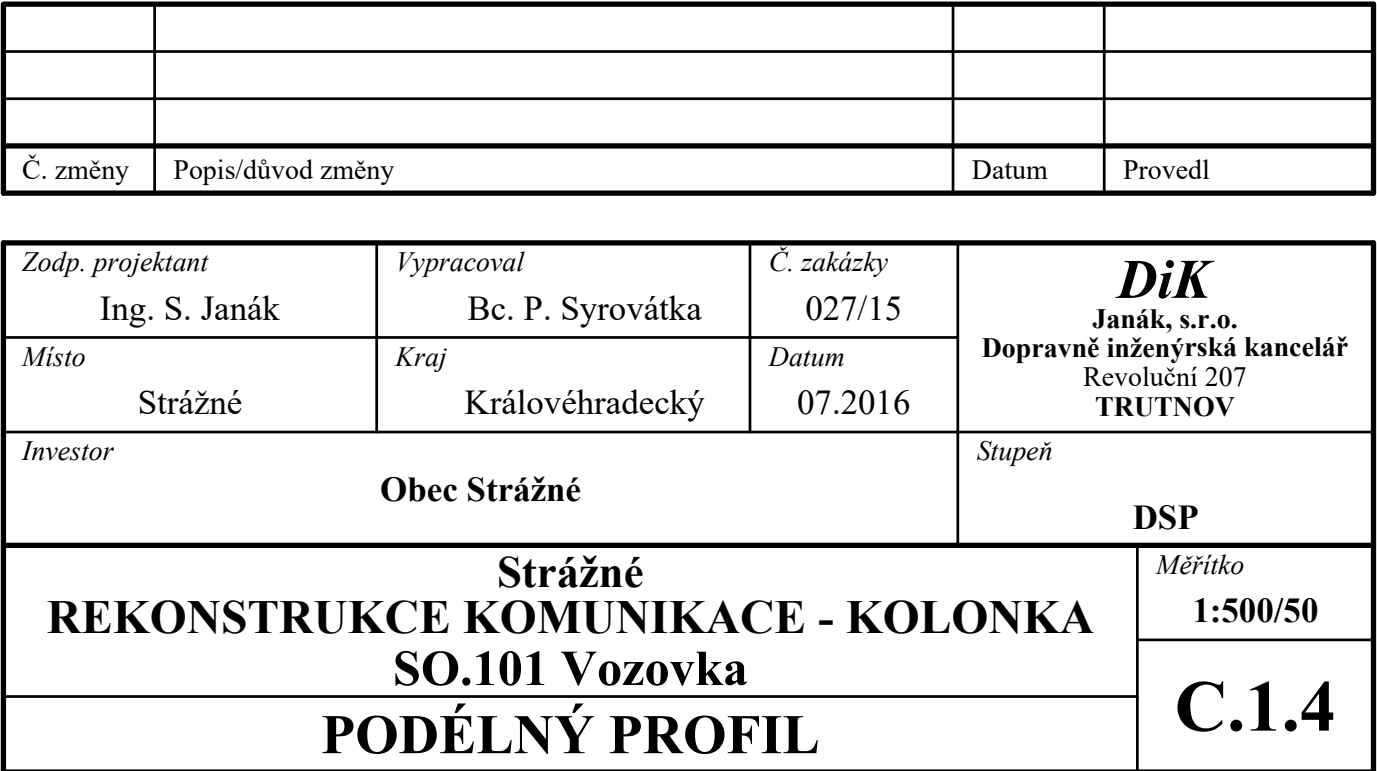 Č. změny Popis/důvod změny Datum Provedl
Zodp. projektant Vypracoval Č. zakázky
Ing. S. Janák Bc. P. Syrovátka 027/15
DiK
Janák, s.r.o.
Dopravně inženýrská kancelář
Revoluční 207
TRUTNOV
Místo Kraj Datum
Strážné Královéhradecký 07.2016
Investor
Obec Strážné
Stupeň
DSP
Strážné
REKONSTRUKCE KOMUNIKACE - KOLONKA
SO.101 Vozovka
Měřítko
1:500/50
PODÉLNÝ PROFIL
C.1.4